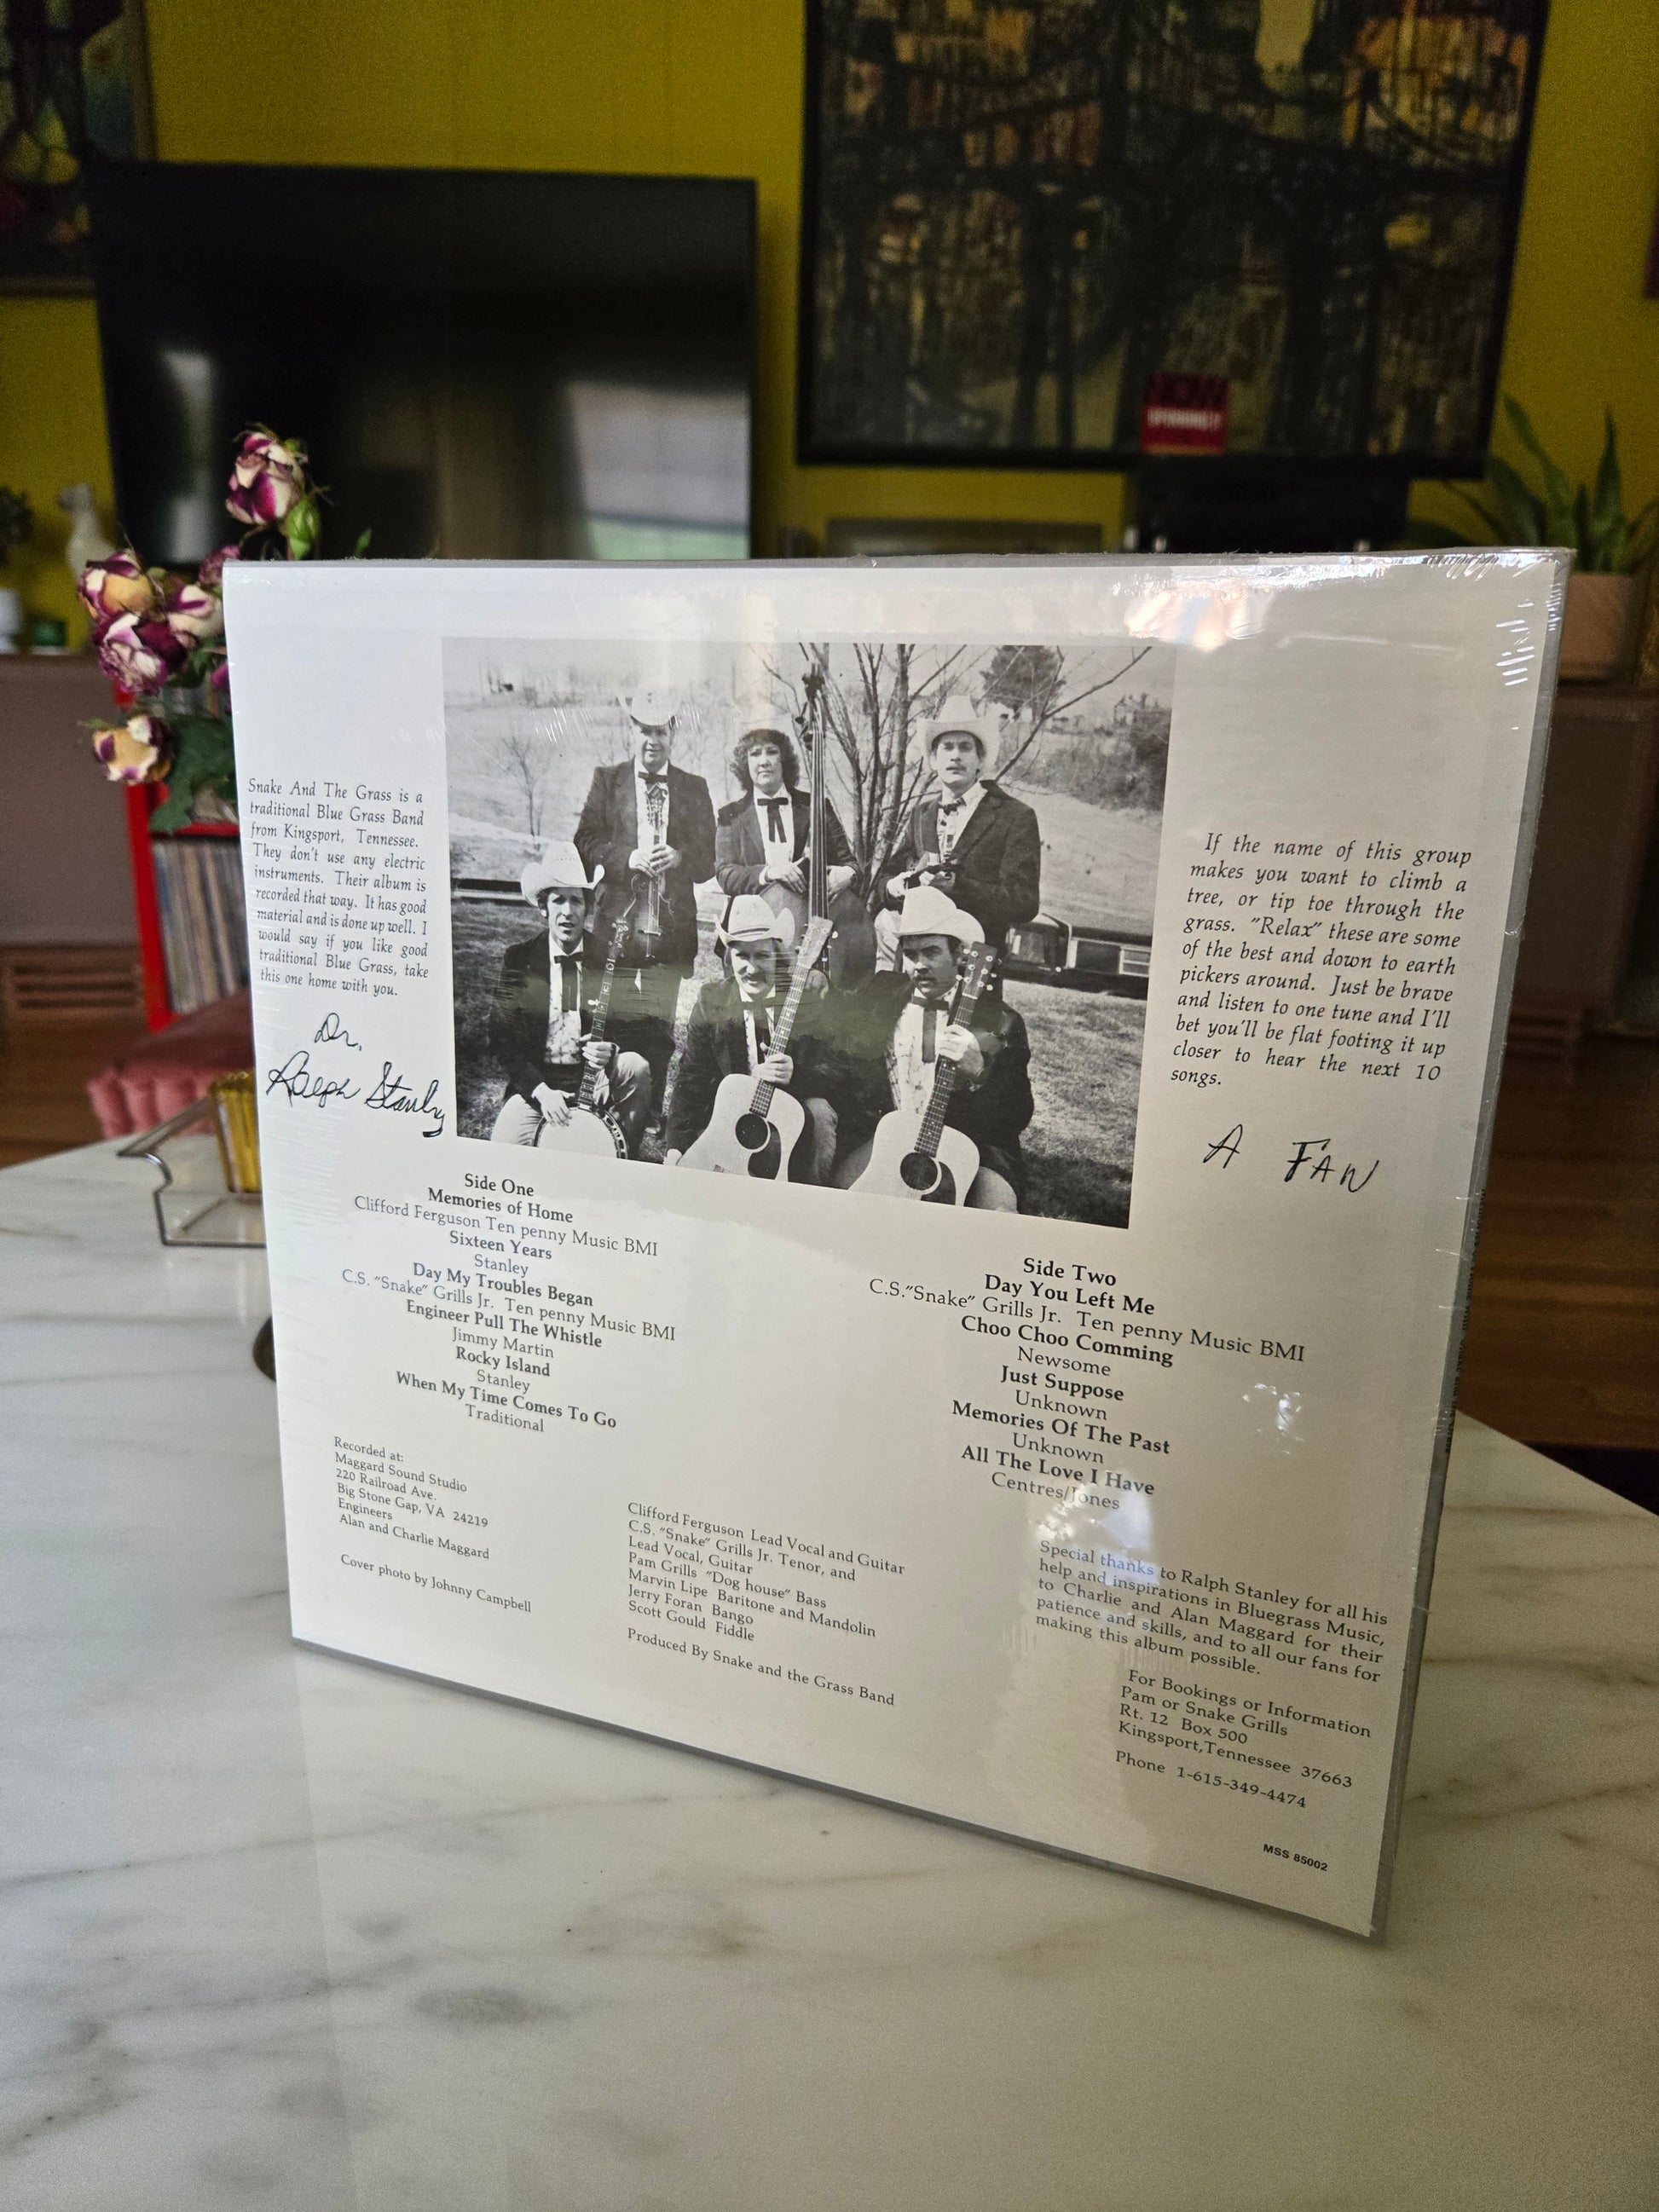 Snake And The Grass is a
traditional Blue Grass Band
from Kingsport, Tennessee.
They don't use any electric
instruments. Their album is
recorded that way. It has good
material and is done up well. I
would say if you like good
traditional Blue Grass, take
this one home with you.
Dr.
Ralph Stanley
If the name of this group
makes you want to climb a
tree, or tip toe through the
grass. "Relax" these are some
of the best and down to earth
pickers around. Just be brave
and listen to one tune and I'll
bet you'll be flat footing it up
closer to hear the next 10
songs.
A FAN
Side One
Memories of Home
Clifford Ferguson Ten penny Music BMI
Sixteen Years
Stanley
Day My Troubles Began
C.S. "Snake" Grills Jr. Ten penny Music BMI
Engineer Pull The Whistle
Jimmy Martin
Rocky Island
Stanley
When My Time Comes To Go
Traditional
Side Two
Day You Left Me
C.S."Snake" Grills Jr. Ten penny Music BMI
Choo Choo Comming
Newsome
Just Suppose
Unknown
Memories Of The Past
Unknown
All The Love I Have
Centres/Jones
Recorded at:
Maggard Sound Studio
220 Railroad Ave.
Big Stone Gap, VA 24219
Engineers
Alan and Charlie Maggard
Cover photo by Johnny Campbell
Clifford Ferguson Lead Vocal and Guitar
C.S. "Snake" Grills Jr. Tenor, and
Lead Vocal, Guitar
Pam Grills "Dog house" Bass
Marvin Lipe Baritone and Mandolin
Jerry Foran Bango
Scott Gould Fiddle
Produced By Snake and the Grass Band
Special thanks to Ralph Stanley for all his
help and inspirations in Bluegrass Music,
to Charlie and Alan Maggard for their
patience and skills, and to all our fans for
making this album possible.
For Bookings or Information
Pam or Snake Grills
Rt. 12 Box 500
Kingsport,Tennessee 37663
Phone 1-615-349-4474
MSS 85002